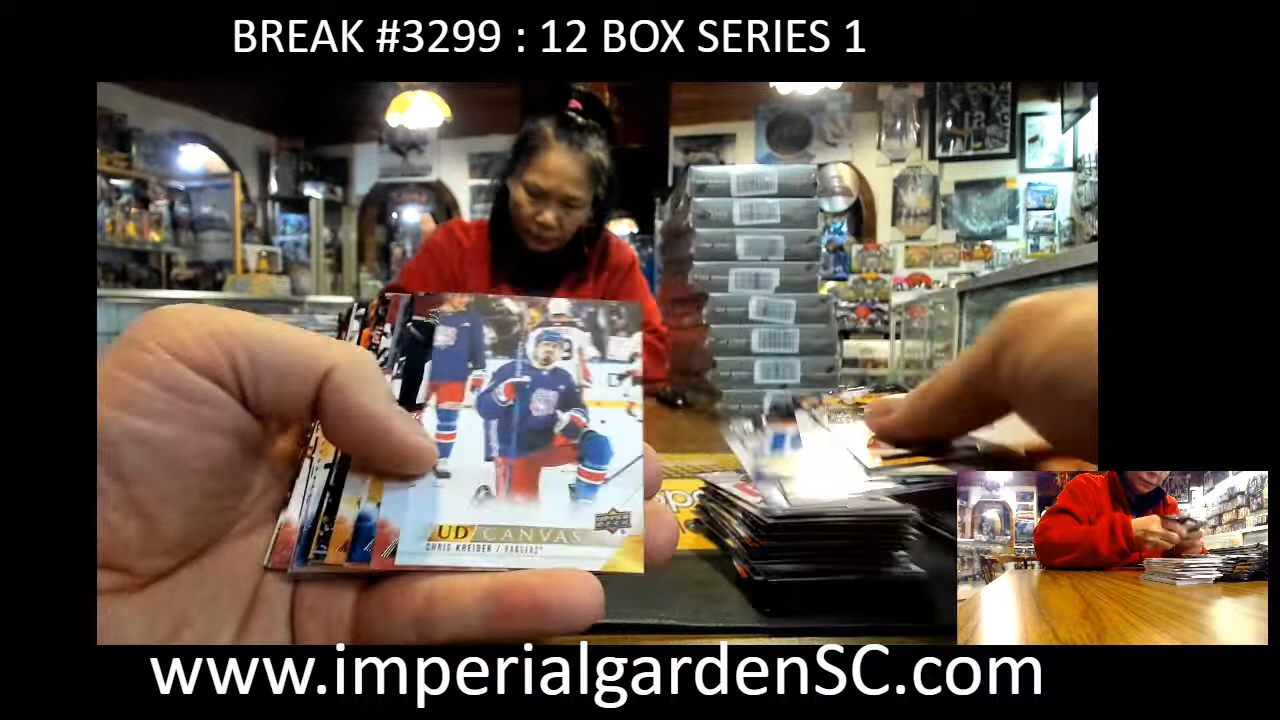 BREAK #3299 : 12 BOX SERIES 1
UD CANVAS
CHRIS KREIDER / RANGERS
www.imperialgardenSC.com